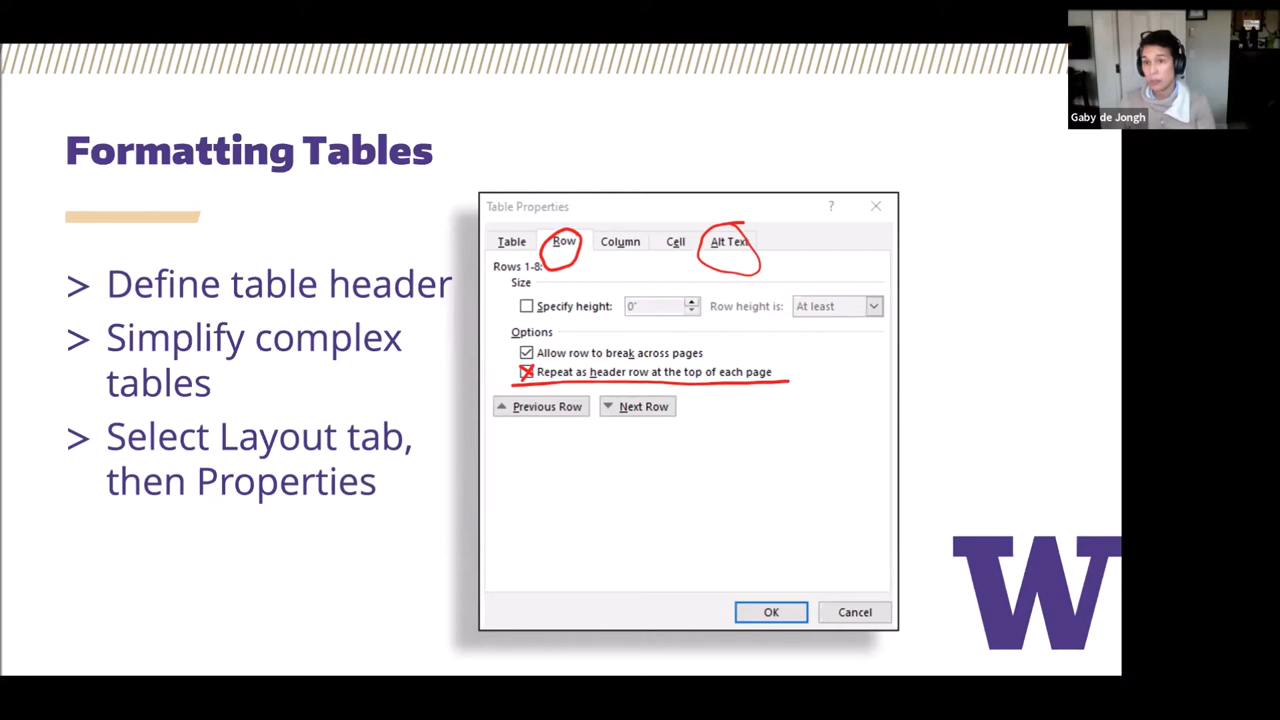 Gaby de Jongh
Formatting Tables
> Define table header
> Simplify complex
tables
> Select Layout tab,
then Properties
Table Properties ? ×
Table Row Column Cell Alt Text
Rows 1-8:
Size
Specify height: 0" Row height is: At least
Options
Allow row to break across pages
Repeat as header row at the top of each page
Previous Row Next Row
OK Cancel
W